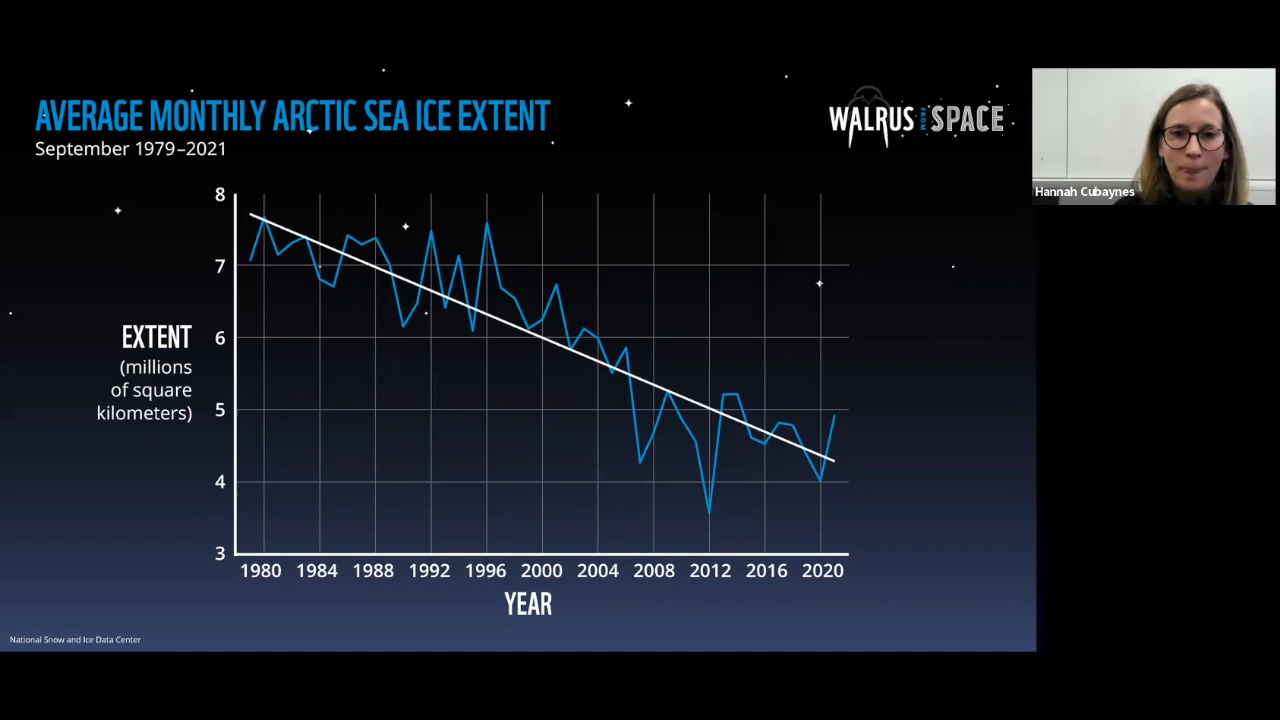 AVERAGE MONTHLY ARCTIC SEA ICE EXTENT
September 1979–2021
WALRUS FROM SPACE
Hannah Cubaynes
8
7
6
5
4
3
EXTENT
(millions
of square
kilometers)
1980 1984 1988 1992 1996 2000 2004 2008 2012 2016 2020
YEAR
National Snow and Ice Data Center